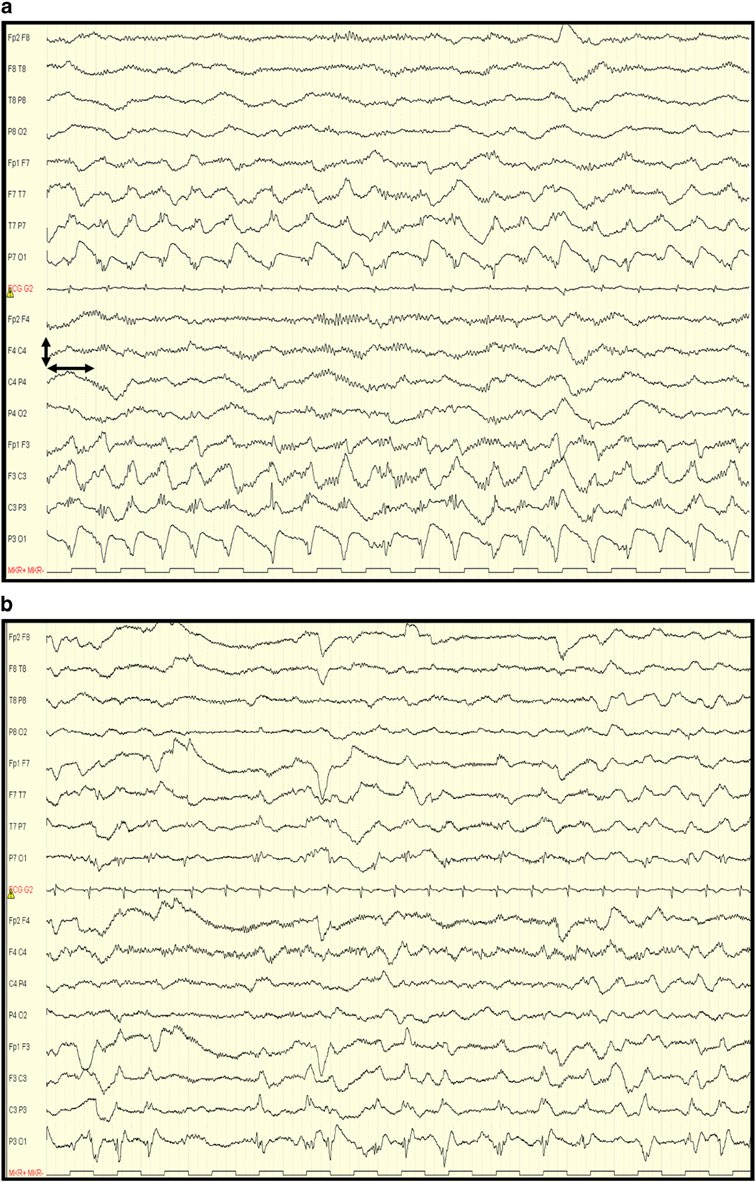 a
Fp2 F8
F8 T8
T8 P8
P8 O2
Fp1 F7
F7 T7
T7 P7
P7 O1
ECG G2
Fp2 F4
F4 C4
C4 P4
P4 O2
Fp1 F3
F3 C3
C3 P3
P3 O1
MKR+ MKR-
b
Fp2 F8
F8 T8
T8 P8
P8 O2
Fp1 F7
F7 T7
T7 P7
P7 O1
ECG G2
Fp2 F4
F4 C4
C4 P4
P4 O2
Fp1 F3
F3 C3
C3 P3
P3 O1
MKR+ MKR-